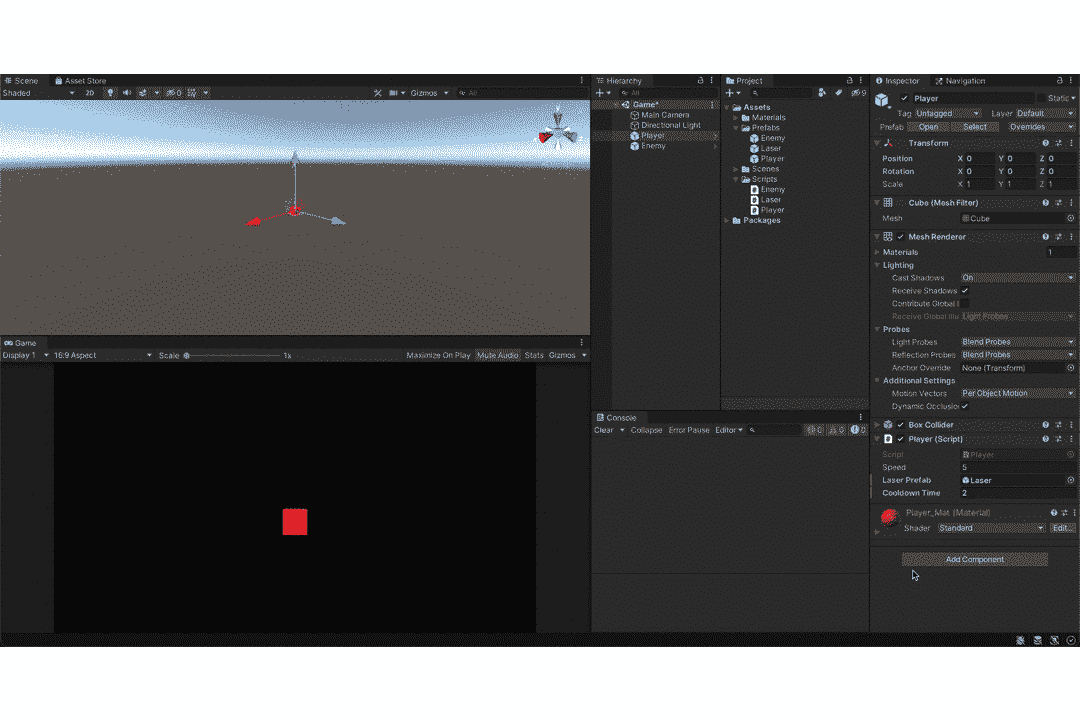 Scene Asset Store
Shaded 2D 0 Gizmos All
Game
Display 1 16:9 Aspect Scale 1x Maximize On Play Mute Audio Stats Gizmos
Hierarchy
All
Game*
Main Camera
Directional Light
Player
Enemy
Project
9
Assets
Materials
Prefabs
Enemy
Laser
Player
Scenes
Scripts
Enemy
Laser
Player
Packages
Console
Clear Collapse Error Pause Editor 0 0 0
Inspector Navigation
Player Static
Tag Untagged Layer Default
Prefab Open Select Overrides
Transform
Position X 0 Y 0 Z 0
Rotation X 0 Y 0 Z 0
Scale X 1 Y 1 Z 1
Cube (Mesh Filter)
Mesh Cube
Mesh Renderer
Materials 1
Lighting
Cast Shadows On
Receive Shadows
Contribute Global I
Receive Global Illu Light Probes
Probes
Light Probes Blend Probes
Reflection Probes Blend Probes
Anchor Override None (Transform)
Additional Settings
Motion Vectors Per Object Motion
Dynamic Occlusio
Box Collider
Player (Script)
Script Player
Speed 5
Laser Prefab Laser
Cooldown Time 2
Player_Mat (Material)
Shader Standard Edit...
Add Component